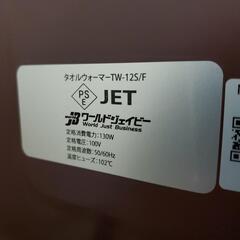 タオルウォーマーTW-12S/F
PS
E
JET
ワールドジェイビー
World Just Business
定格消費電力：130W
定格電圧：100V
定格周波数：50/60Hz
温度ヒューズ：102℃